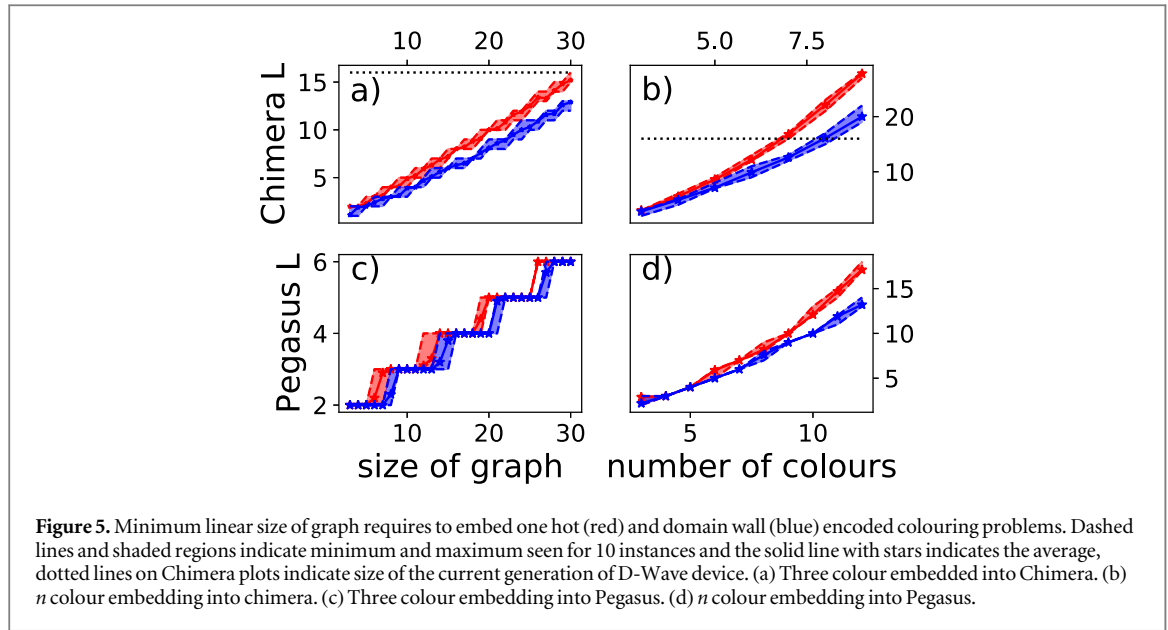 10 20 30
5.0 7.5
Chimera L
15
10
5
a)
b)
20
10
Pegasus L
6
4
2
c)
d)
15
10
5
10 20 30
5 10
size of graph
number of colours
Figure 5. Minimum linear size of graph requires to embed one hot (red) and domain wall (blue) encoded colouring problems. Dashed
lines and shaded regions indicate minimum and maximum seen for 10 instances and the solid line with stars indicates the average,
dotted lines on Chimera plots indicate size of the current generation of D-Wave device. (a) Three colour embedded into Chimera. (b)
n colour embedding into chimera. (c) Three colour embedding into Pegasus. (d) n colour embedding into Pegasus.